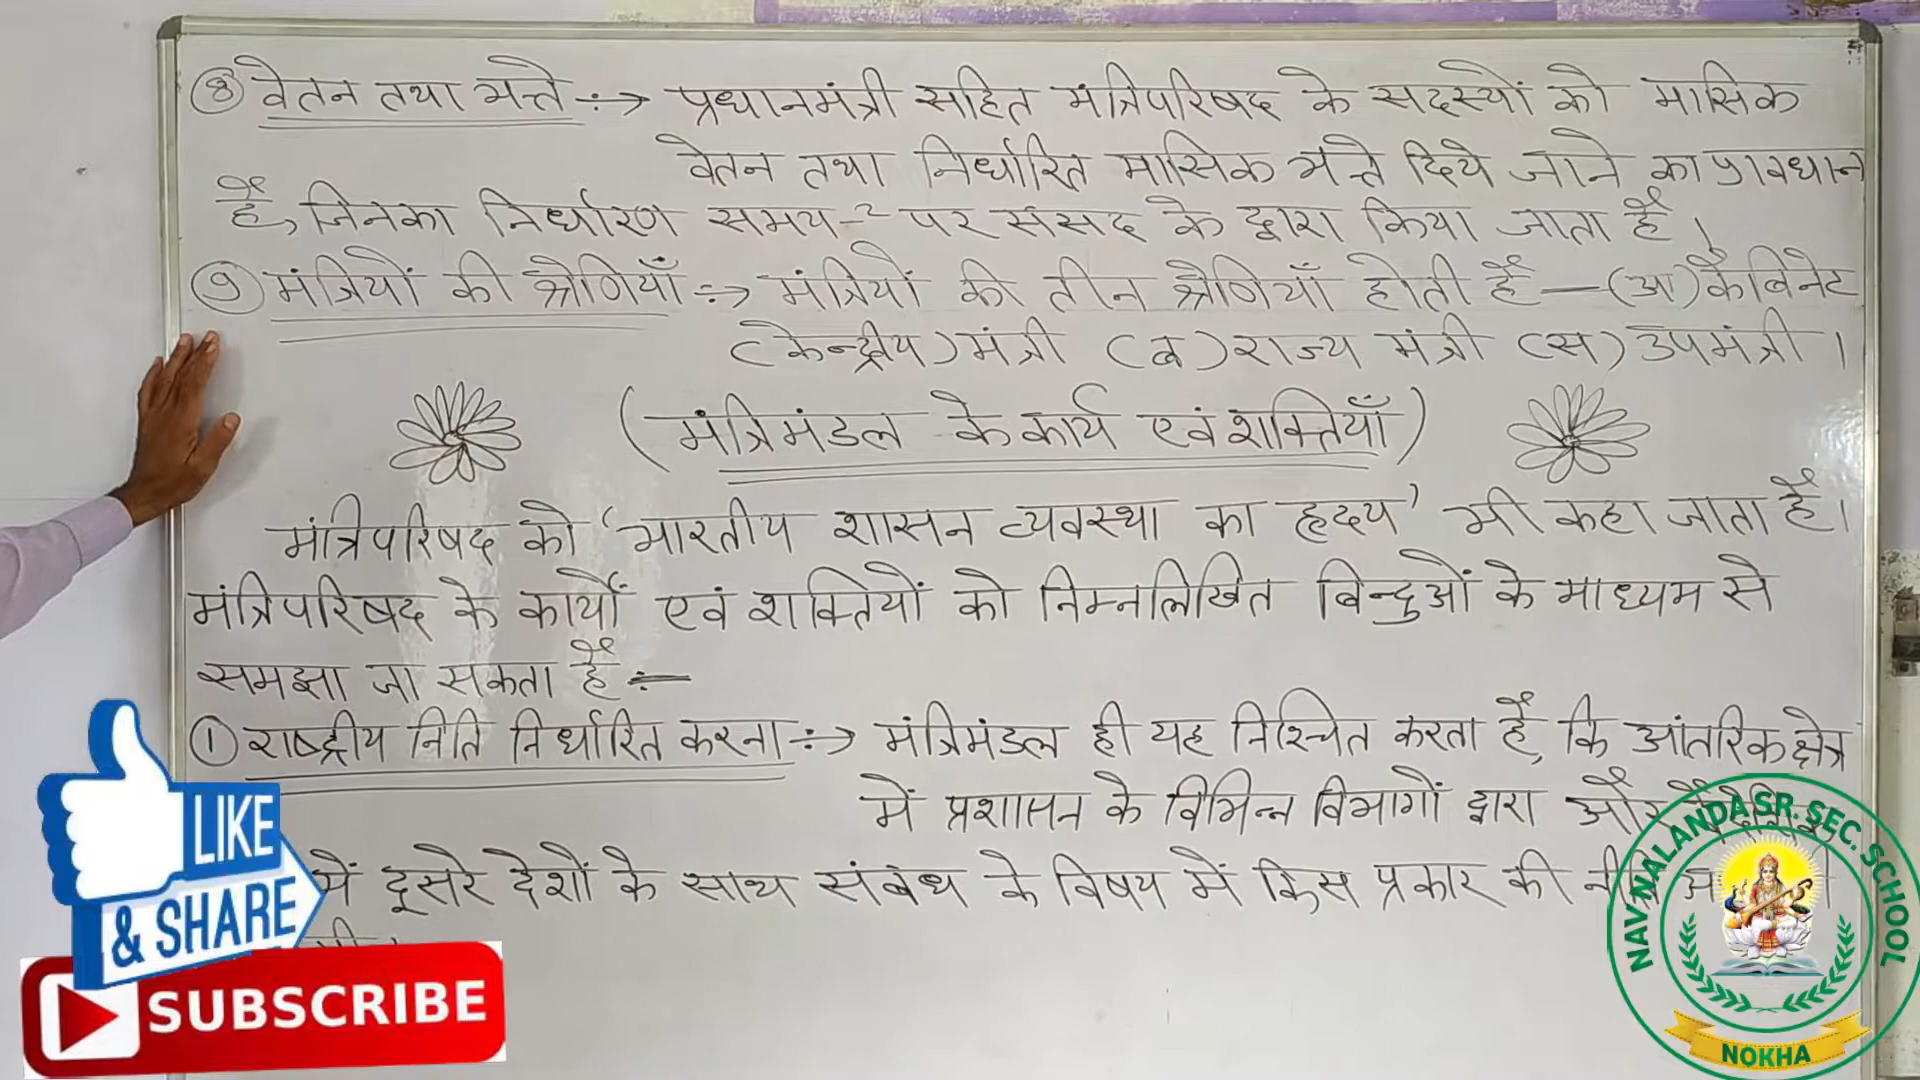 ⑧ वेतन तथा भत्ते ÷→ प्रधानमंत्री सहित मंत्रिपरिषद के सदस्यों को मासिक
वेतन तथा निर्धारित मासिक भत्ते दिये जाने का प्रावधान
है, जिनका निर्धारण समय-२ पर संसद के द्वारा किया जाता है।
⑨ मंत्रियों की श्रेणियाँ ÷→ मंत्रियों की तीन श्रेणियाँ होती हैं — (अ) कैबिनेट
(केन्द्रीय) मंत्री (ब) राज्य मंत्री (स) उपमंत्री ।
(मंत्रिमंडल के कार्य एवं शक्तियाँ)
मंत्रिपरिषद को 'भारतीय शासन व्यवस्था का हृदय' भी कहा जाता है।
मंत्रिपरिषद के कार्यों एवं शक्तियों को निम्नलिखित बिन्दुओं के माध्यम से
समझा जा सकता है ÷
① राष्ट्रीय निति निर्धारित करना ÷→ मंत्रिमंडल ही यह निश्चित करता है, कि आंतरिक क्षेत्र
में प्रशासन के विभिन्न विभागों द्वारा और
में दूसरे देशों के साथ संबंध के विषय में किस प्रकार की
LIKE
& SHARE
SUBSCRIBE
NAV NALANDA SR. SEC. SCHOOL
NOKHA